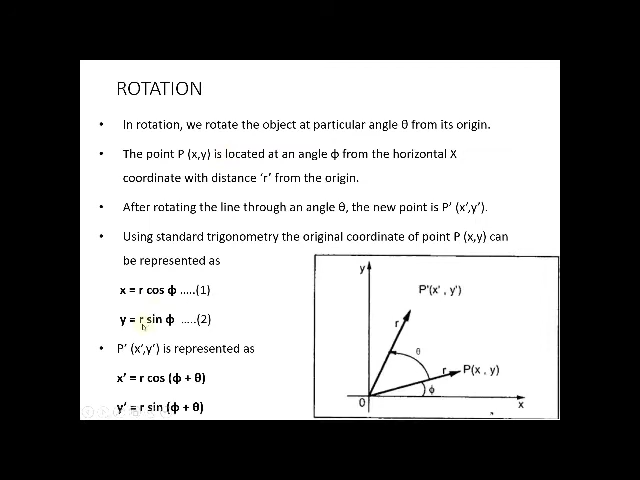 ROTATION
• In rotation, we rotate the object at particular angle θ from its origin.
• The point P (x,y) is located at an angle ϕ from the horizontal X
coordinate with distance 'r' from the origin.
• After rotating the line through an angle θ, the new point is P' (x',y').
• Using standard trigonometry the original coordinate of point P (x,y) can
be represented as
x = r cos ϕ .....(1)
y = r sin ϕ .....(2)
• P' (x',y') is represented as
x' = r cos (ϕ + θ)
y' = r sin (ϕ + θ)
y
P'(x' , y')
r
θ
r
P(x , y)
ϕ
0
x